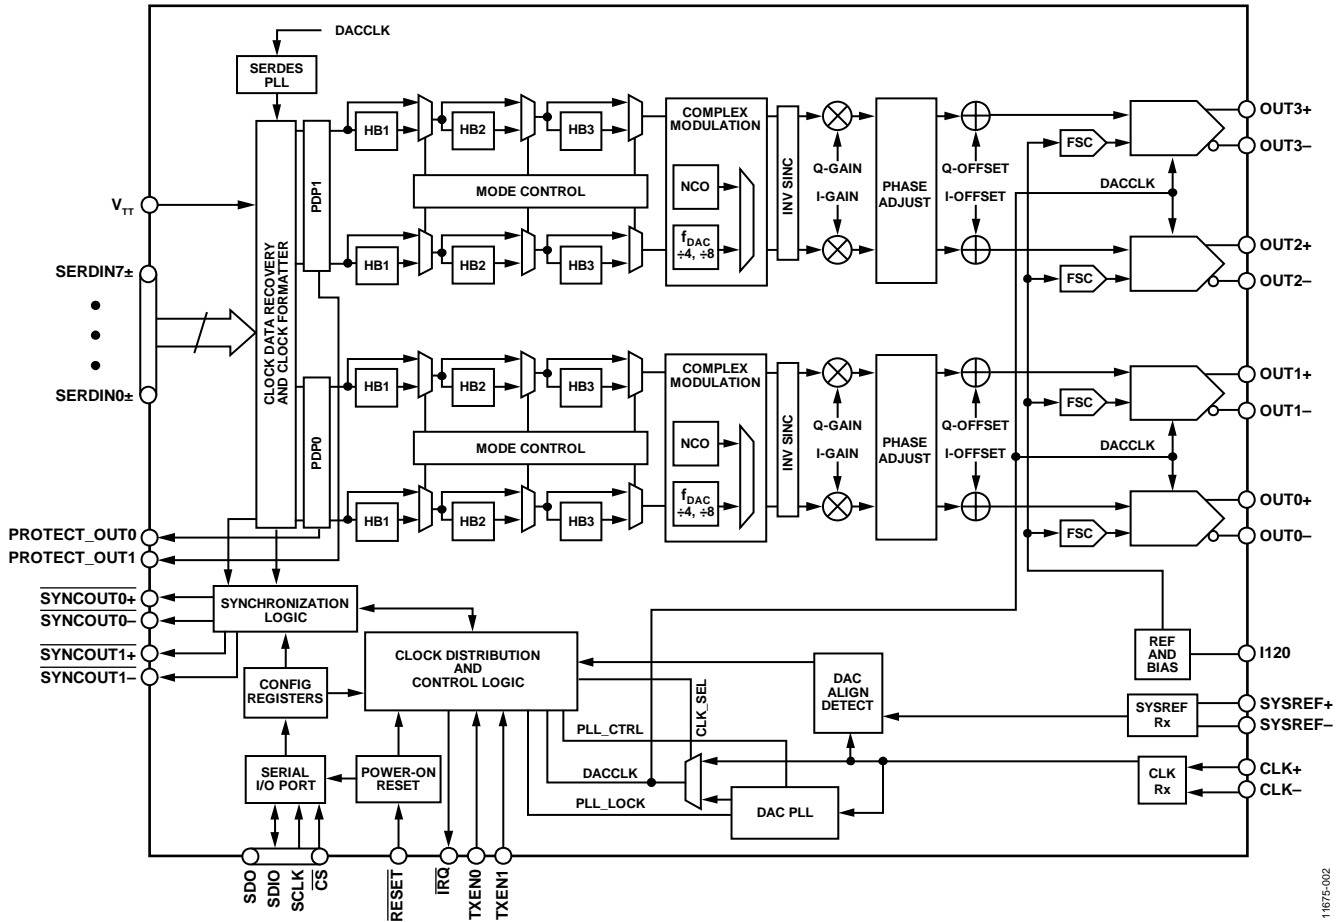 DACCLK
SERDES
PLL
CLOCK DATA RECOVERY
AND CLOCK FORMATTER
PDP1
PDP0
V_TT
SERDIN7±
SERDIN0±
HB1
HB2
HB3
MODE CONTROL
HB1
HB2
HB3
COMPLEX
MODULATION
NCO
f_DAC
÷4, ÷8
INV SINC
Q-GAIN
I-GAIN
PHASE
ADJUST
Q-OFFSET
I-OFFSET
FSC
DACCLK
FSC
OUT3+
OUT3–
OUT2+
OUT2–
HB1
HB2
HB3
MODE CONTROL
HB1
HB2
HB3
COMPLEX
MODULATION
NCO
f_DAC
÷4, ÷8
INV SINC
Q-GAIN
I-GAIN
PHASE
ADJUST
Q-OFFSET
I-OFFSET
FSC
DACCLK
FSC
OUT1+
OUT1–
OUT0+
OUT0–
PROTECT_OUT0
PROTECT_OUT1
SYNCOUT0+
SYNCOUT0–
SYNCOUT1+
SYNCOUT1–
SYNCHRONIZATION
LOGIC
CLOCK DISTRIBUTION
AND
CONTROL LOGIC
CONFIG
REGISTERS
SERIAL
I/O PORT
POWER-ON
RESET
CLK_SEL
PLL_CTRL
DACCLK
PLL_LOCK
DAC PLL
DAC
ALIGN
DETECT
REF
AND
BIAS
I120
SYSREF
Rx
SYSREF+
SYSREF–
CLK
Rx
CLK+
CLK–
SDO
SDIO
SCLK
CS
RESET
IRQ
TXEN0
TXEN1
11675-002